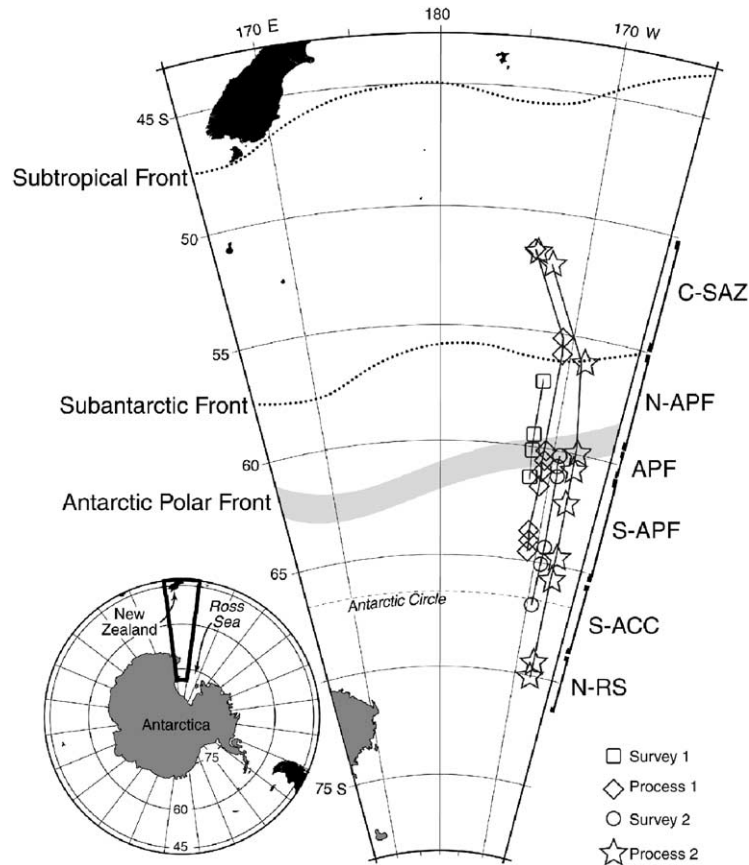 170 E
180
170 W
45 S
Subtropical Front
50
C-SAZ
55
Subantarctic Front
N-APF
60
APF
Antarctic Polar Front
S-APF
65
Antarctic Circle
S-ACC
New
Zealand
Ross
Sea
N-RS
Antarctica
75
60
45
75 S
Survey 1
Process 1
Survey 2
Process 2